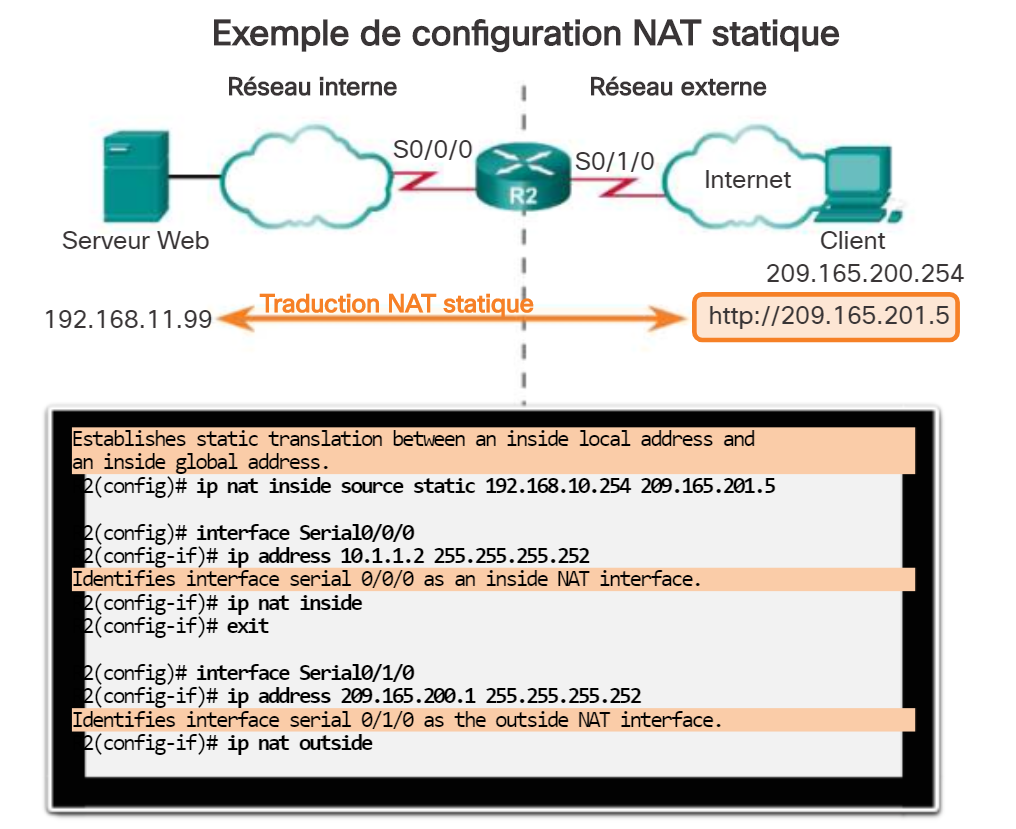 Exemple de configuration NAT statique
Réseau interne
Réseau externe
S0/0/0
S0/1/0
R2
Internet
Serveur Web
Client
209.165.200.254
Traduction NAT statique
192.168.11.99
http://209.165.201.5
Establishes static translation between an inside local address and
an inside global address.
2(config)# ip nat inside source static 192.168.10.254 209.165.201.5
2(config)# interface Serial0/0/0
2(config-if)# ip address 10.1.1.2 255.255.255.252
Identifies interface serial 0/0/0 as an inside NAT interface.
2(config-if)# ip nat inside
2(config-if)# exit
2(config)# interface Serial0/1/0
2(config-if)# ip address 209.165.200.1 255.255.255.252
Identifies interface serial 0/1/0 as the outside NAT interface.
2(config-if)# ip nat outside